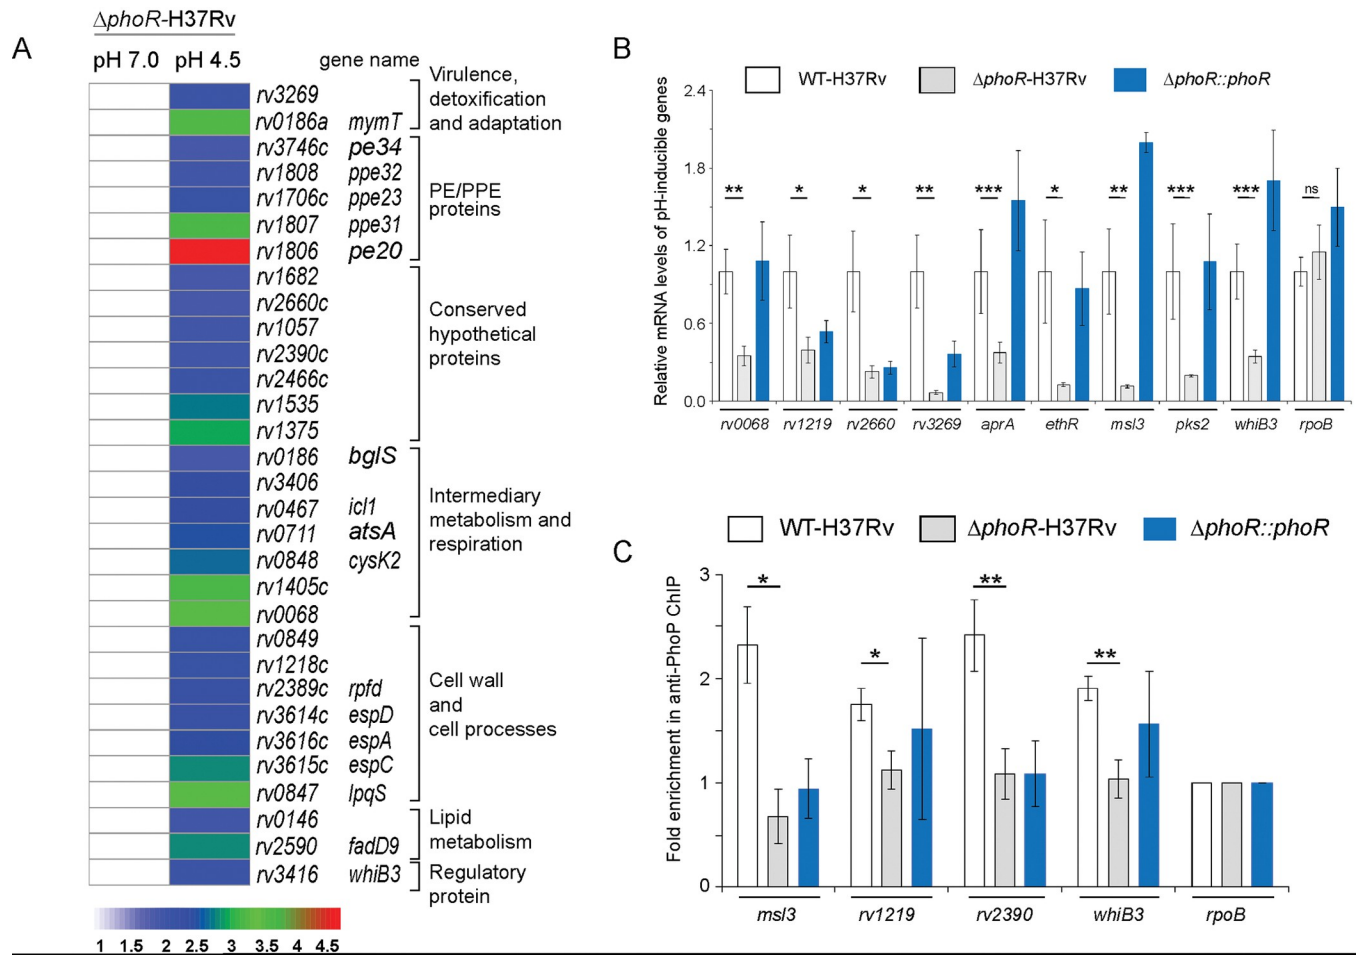 A
ΔphoR-H37Rv
pH 7.0 pH 4.5 gene name
rv3269
rv0186a mymT
rv3746c pe34
rv1808 ppe32
rv1706c ppe23
rv1807 ppe31
rv1806 pe20
rv1682
rv2660c
rv1057
rv2390c
rv2466c
rv1535
rv1375
rv0186 bglS
rv3406
rv0467 icl1
rv0711 atsA
rv0848 cysK2
rv1405c
rv0068
rv0849
rv1218c
rv2389c rpfd
rv3614c espD
rv3616c espA
rv3615c espC
rv0847 lpqS
rv0146
rv2590 fadD9
rv3416 whiB3
Virulence,
detoxification
and adaptation
PE/PPE
proteins
Conserved
hypothetical
proteins
Intermediary
metabolism and
respiration
Cell wall
and
cell processes
Lipid
metabolism
Regulatory
protein
1 1.5 2 2.5 3 3.5 4 4.5
B
WT-H37Rv ΔphoR-H37Rv ΔphoR::phoR
Relative mRNA levels of pH-inducible genes
2.4
1.8
1.2
0.6
0.0
** * * ** *** * ** *** *** ns
rv0068 rv1219 rv2660 rv3269 aprA ethR msl3 pks2 whiB3 rpoB
C
WT-H37Rv ΔphoR-H37Rv ΔphoR::phoR
Fold enrichment in anti-PhoP ChIP
3
2
1
0
* * ** **
msl3 rv1219 rv2390 whiB3 rpoB